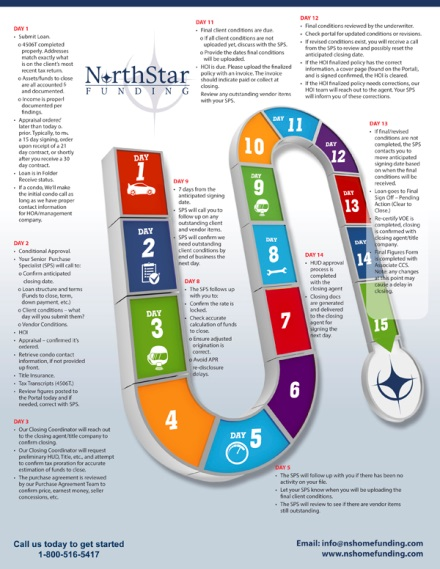 DAY 1
• Submit Loan.
o 4506T completed
properly. Addresses
match exactly what
is on the client's most
recent tax return.
o Assets/funds to close
are all accounted f
and documented.
o Income is proper
documented per
findings.
• Appraisal ordered
later than today o.
prior. Typically, to ms.
a 15 day signing, order
upon receipt of a 21
day contract, or shortly
after you receive a 30
day contract.
• Loan is in Folder
Receive status.
• If a condo, We'll make
the initial condo call as
long as we have proper
contact information
for HOA/management
company.
DAY 2
• Conditional Approval.
• Your Senior Purchase
Specialist (SPS) will call to:
o Confirm anticipated
closing date.
o Loan structure and terms
(Funds to close, term,
down payment, etc.)
o Client conditions – what
day will you submit them?
o Vendor Conditions.
• HOI
• Appraisal – confirmed it's
ordered.
• Retrieve condo contact
information, if not provided
up front.
• Title Insurance.
• Tax Transcripts (4506T.)
• Review figures posted to
the Portal today and if
needed, correct with SPS.
DAY 3
• Our Closing Coordinator will reach out
to the closing agent/title company to
confirm closing.
• Our Closing Coordinator will request
preliminary HUD, Title, etc., and attempt
to confirm tax proration for accurate
estimation of funds to close.
• The purchase agreement is reviewed
by our Purchase Agreement Team to
confirm price, earnest money, seller
concessions, etc.
NorthStar
FUNDING
DAY 11
• Final client conditions are due.
o If all client conditions are not
uploaded yet, discuss with the SPS.
o Provide the dates final conditions
will be uploaded.
• HOI is due. Please upload the finalized
policy with an invoice. The invoice
should indicate paid or collect at
closing.
Review any outstanding vendor items
with your SPS.
DAY 12
• Final conditions reviewed by the underwriter.
• Check portal for updated conditions or revisions.
• If revised conditions exist, you will receive a call
from the SPS to review and possibly reset the
anticipated close date.
• If the HOI finalized policy has the correct
information, a cover page (found on the Portal),
and is signed confirmed, the HOI is cleared.
• If the HOI finalized policy needs corrections, our
HOI team will reach out to the agent. Your SPS
will inform you of these corrections.
DAY 13
• If final/revised
conditions are
not completed,
the SPS
contacts you to
move anticipated
signing date
based on when
the final
conditions will be
received.
• Loan goes to Final
Sign Off – Pending
Action (Clear to
Close.)
• Re-certify VOE is
completed, closing
is confirmed with
closing agent/title
company.
• Final Figures Form
is completed with
Associate CCS.
Note: any changes
at this point may
cause a delay in
closing.
DAY 9
• 7 days from the
anticipated signing
date.
• SPS will call you to
follow up on any
outstanding client
and vendor items.
• SPS will confirm we
need outstanding
client conditions by
end of business the
next day.
DAY 8
• The SPS follows up
with you to:
• Confirm the rate is
locked.
• Check accurate
calculation of funds
to close.
o Ensure adjusted
origination is
correct.
o Avoid APR
re-disclosure
delays.
DAY 14
• HUD approval
process is
completed
with the
closing agent
• Closing docs
are generated
and delivered
to the closing
agent for
signing the
next day.
DAY 5
• The SPS will follow up with you if there has been no
activity on your file.
• Let your SPS know when you will be uploading the
final client conditions.
• The SPS will review to see if there are vendor items
still outstanding.
DAY
1
DAY
2
DAY
3
4
DAY 5
6
7
DAY
8
DAY
9
10
DAY
11
DAY
12
DAY
13
DAY
14
15
Call us today to get started
1-800-516-5417
Email: info@nshomefunding.com
www.nshomefunding.com